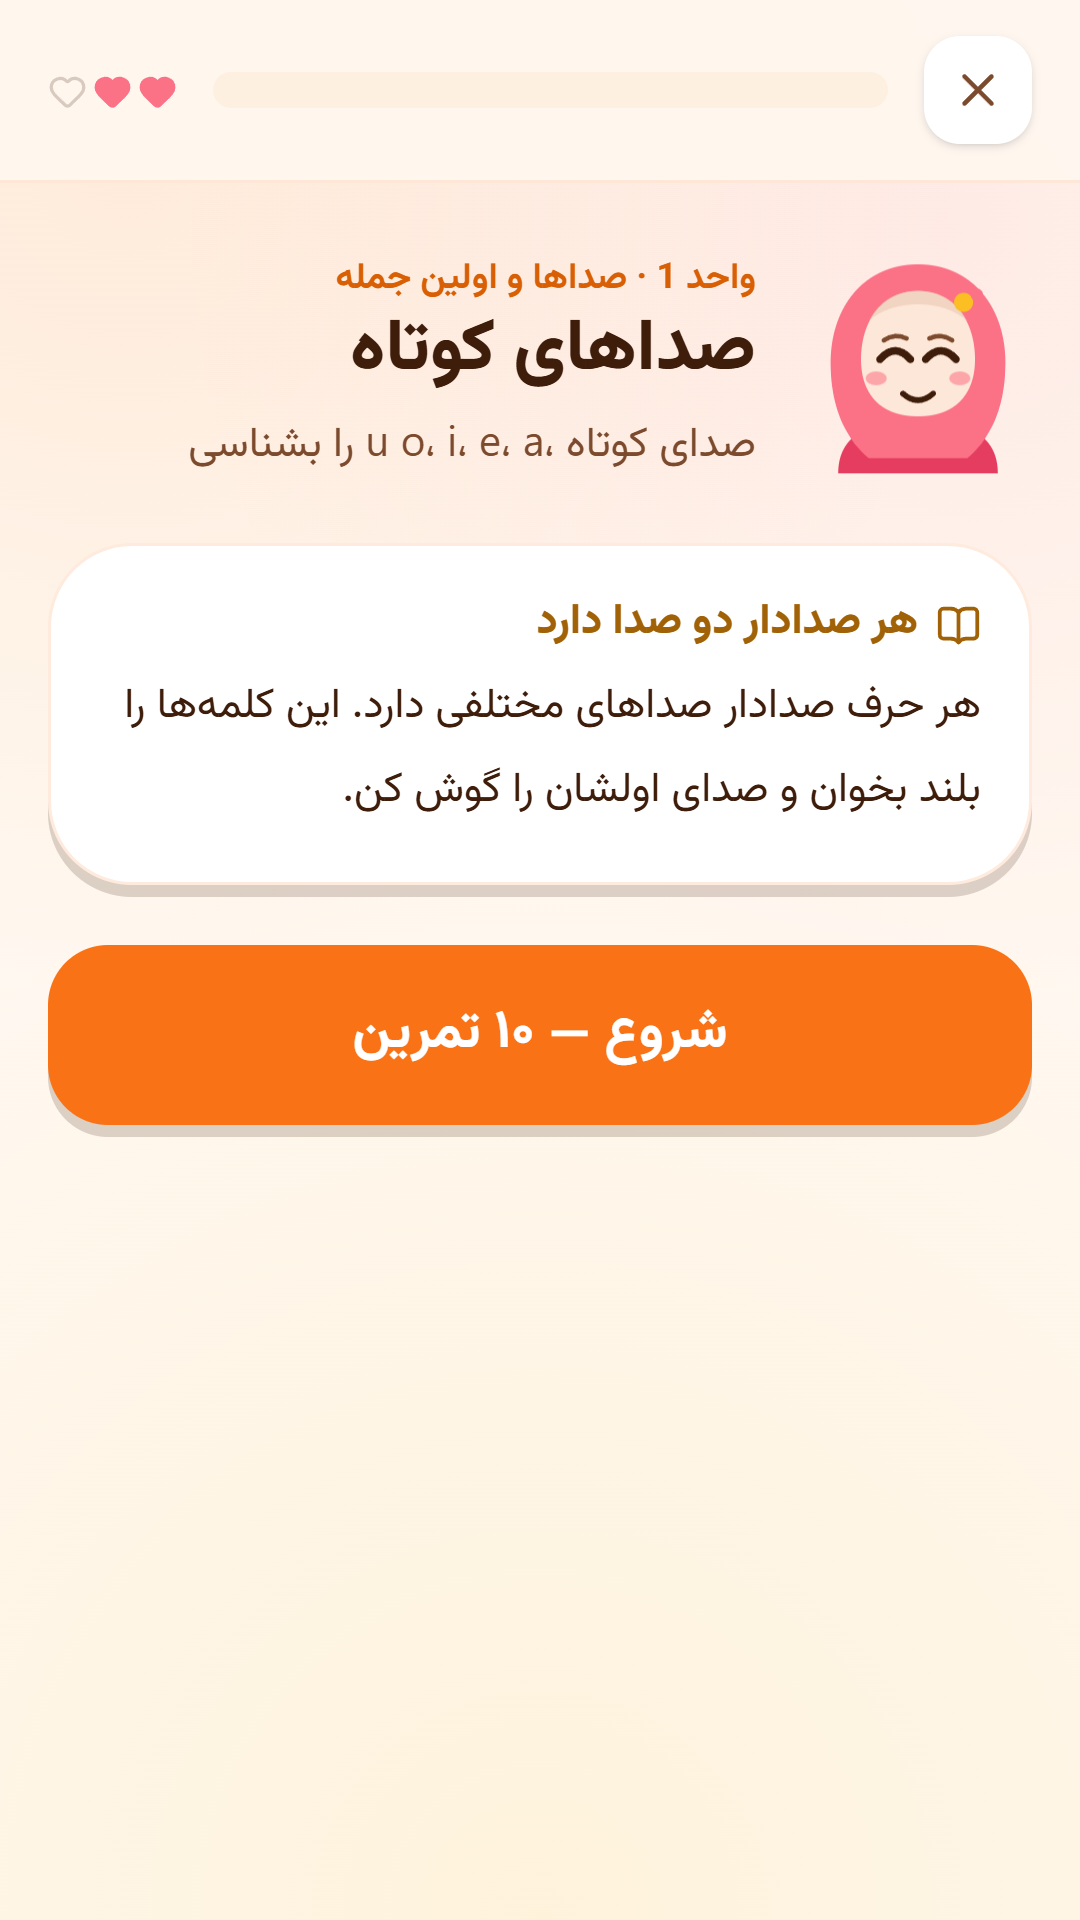 واحد 1 · صداها و اولین جمله
صداهای کوتاه
صدای کوتاه a، e، i، o، u را بشناسی
هر صدادار دو صدا دارد
هر حرف صدادار صداهای مختلفی دارد. این کلمه‌ها را
بلند بخوان و صدای اولشان را گوش کن.
شروع — ۱۰ تمرین